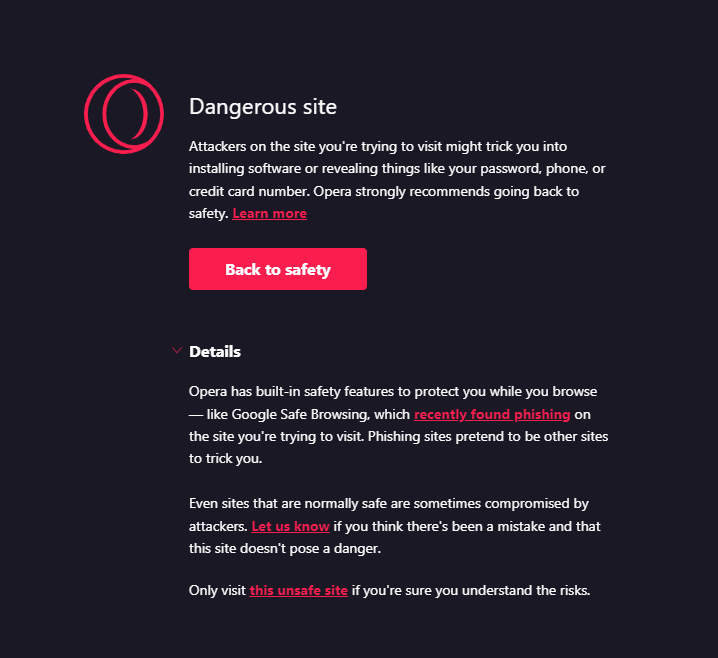 Dangerous site
Attackers on the site you're trying to visit might trick you into
installing software or revealing things like your password, phone, or
credit card number. Opera strongly recommends going back to
safety. Learn more
Back to safety
Details
Opera has built-in safety features to protect you while you browse
— like Google Safe Browsing, which recently found phishing on
the site you're trying to visit. Phishing sites pretend to be other sites
to trick you.
Even sites that are normally safe are sometimes compromised by
attackers. Let us know if you think there's been a mistake and that
this site doesn't pose a danger.
Only visit this unsafe site if you're sure you understand the risks.